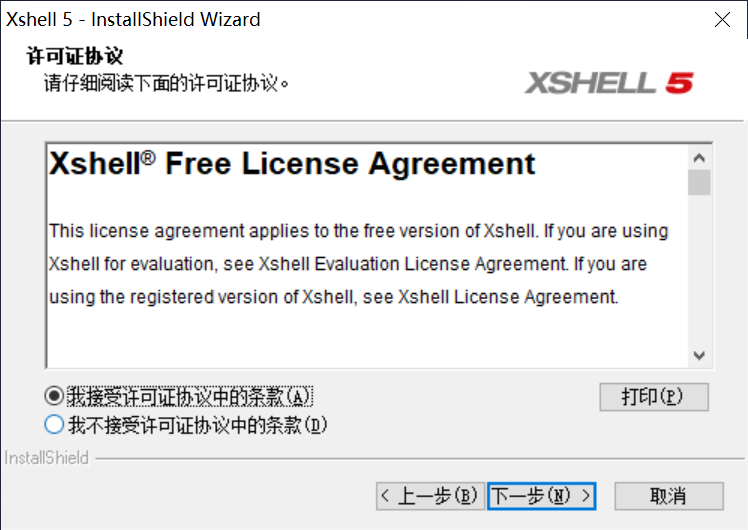 Xshell 5 - InstallShield Wizard
许可证协议
请仔细阅读下面的许可证协议。
XSHELL 5
Xshell® Free License Agreement
This license agreement applies to the free version of Xshell. If you are using
Xshell for evaluation, see Xshell Evaluation License Agreement. If you are
using the registered version of Xshell, see Xshell License Agreement.
我接受许可证协议中的条款(A)
打印(P)
我不接受许可证协议中的条款(D)
InstallShield
< 上一步(B)
下一步(N) >
取消